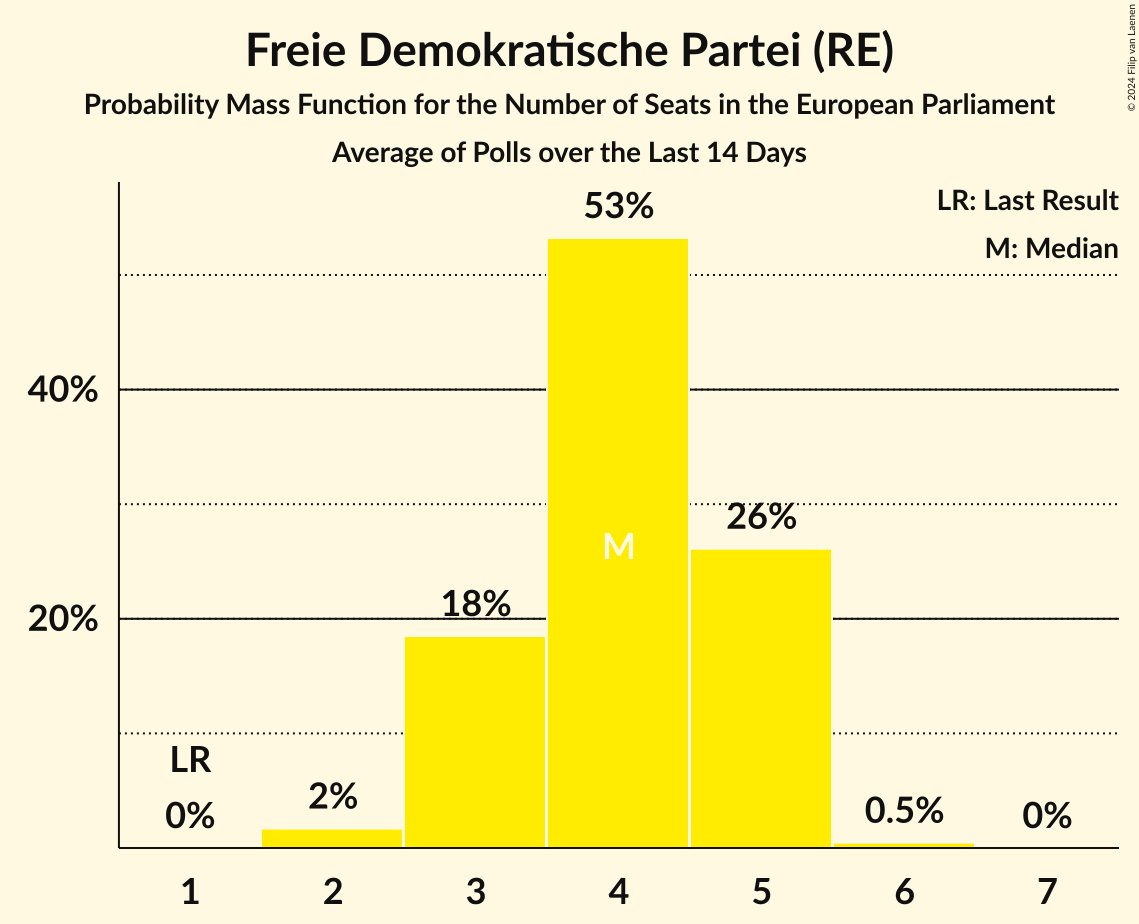 Freie Demokratische Partei (RE)
Probability Mass Function for the Number of Seats in the European Parliament
Average of Polls over the Last 14 Days
© 2024 Filip van Laenen
LR: Last Result
M: Median
53%
40%
26%
M
18%
20%
LR
0%
2%
0.5%
0%
1 2 3 4 5 6 7